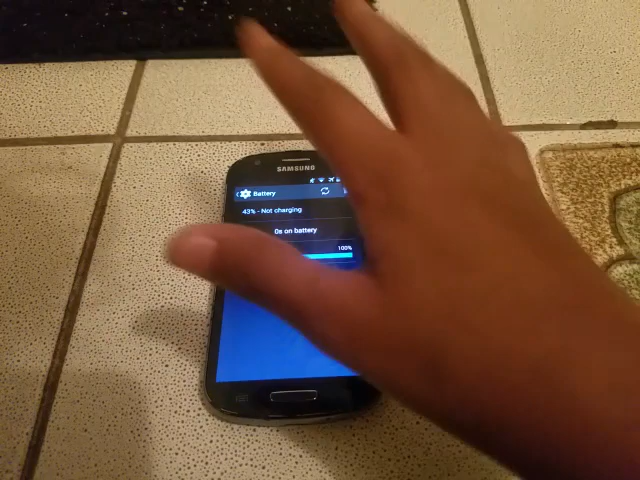 SAMSUNG
Battery
43% - Not charging
0s on battery
100%